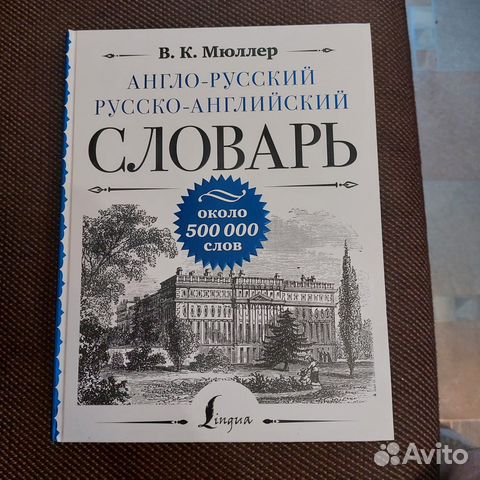 В. К. Мюллер
АНГЛО-РУССКИЙ
РУССКО-АНГЛИЙСКИЙ
СЛОВАРЬ
около
500 000
слов
Lingua
Avito